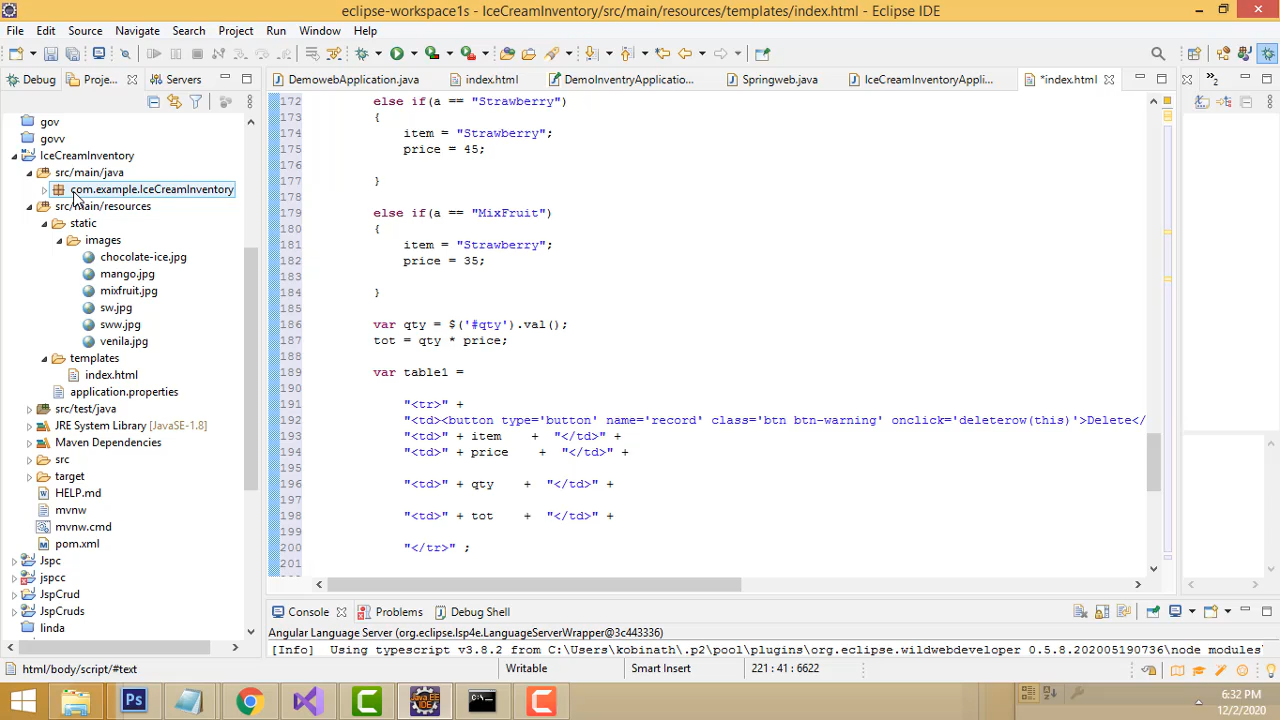 eclipse-workspace1s - IceCreamInventory/src/main/resources/templates/index.html - Eclipse IDE
File Edit Source Navigate Search Project Run Window Help
Debug Proje... Servers
DemowebApplication.java index.html DemoInventryApplicatio... Springweb.java IceCreamInventoryAppli... *index.html
gov
govv
IceCreamInventory
src/main/java
com.example.IceCreamInventory
src/main/resources
static
images
chocolate-ice.jpg
mango.jpg
mixfruit.jpg
sw.jpg
sww.jpg
venila.jpg
templates
index.html
application.properties
src/test/java
JRE System Library [JavaSE-1.8]
Maven Dependencies
src
target
HELP.md
mvnw
mvnw.cmd
pom.xml
Jspc
jspcc
JspCrud
JspCruds
linda
172 else if(a == "Strawberry")
173 {
174 item = "Strawberry";
175 price = 45;
176
177 }
178
179 else if(a == "MixFruit")
180 {
181 item = "Strawberry";
182 price = 35;
183
184 }
185
186 var qty = $('#qty').val();
187 tot = qty * price;
188
189 var table1 =
190
191 "<tr>" +
192 "<td><button type='button' name='record' class='btn btn-warning' onclick='deleterow(this)'>Delete</
193 "<td>" + item + "</td>" +
194 "<td>" + price + "</td>" +
195
196 "<td>" + qty + "</td>" +
197
198 "<td>" + tot + "</td>" +
199
200 "</tr>" ;
201
Console Problems Debug Shell
Angular Language Server (org.eclipse.lsp4e.LanguageServerWrapper@3c443336)
[Info] Using typescript v3.8.2 from C:\Users\kobinath\.p2\pool\plugins\org.eclipse.wildwebdeveloper_0.5.8.202005190736\node_modules
html/body/script/#text Writable Smart Insert 221 : 41 : 6622
Ps Java EE IDE
6:32 PM
12/2/2020